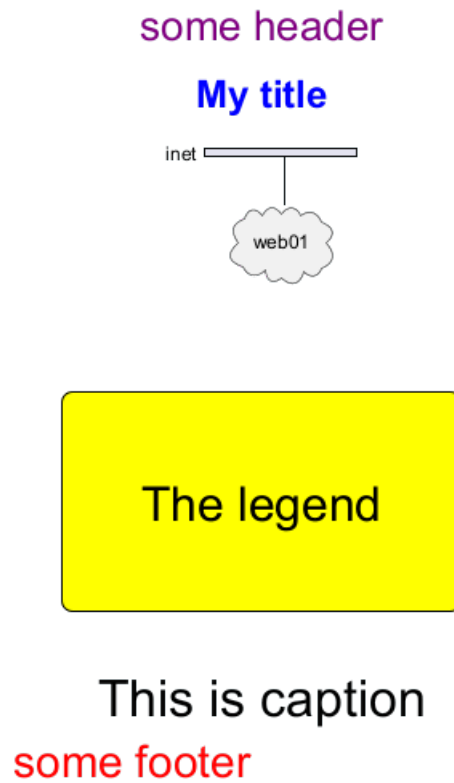 some header
My title
inet
web01
The legend
This is caption
some footer